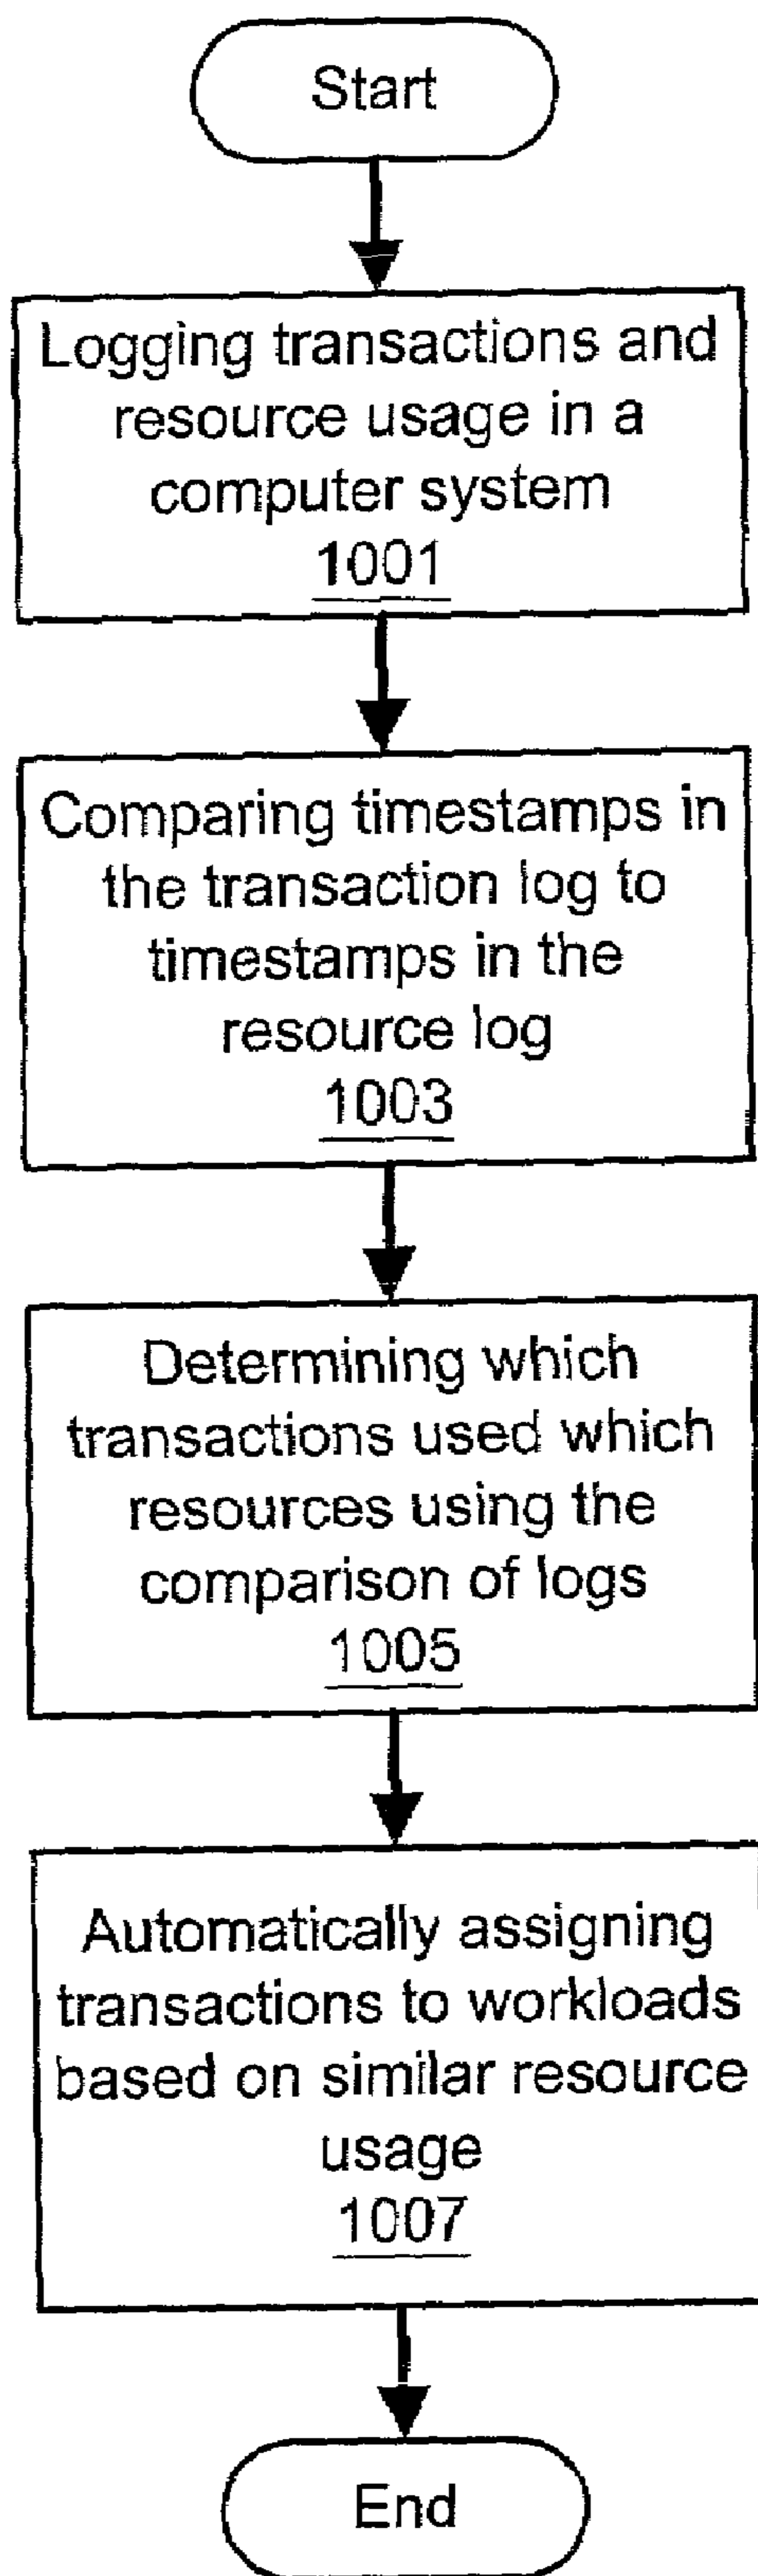 Start
Logging transactions and
resource usage in a
computer system
1001
Comparing timestamps in
the transaction log to
timestamps in the
resource log
1003
Determining which
transactions used which
resources using the
comparison of logs
1005
Automatically assigning
transactions to workloads
based on similar resource
usage
1007
End